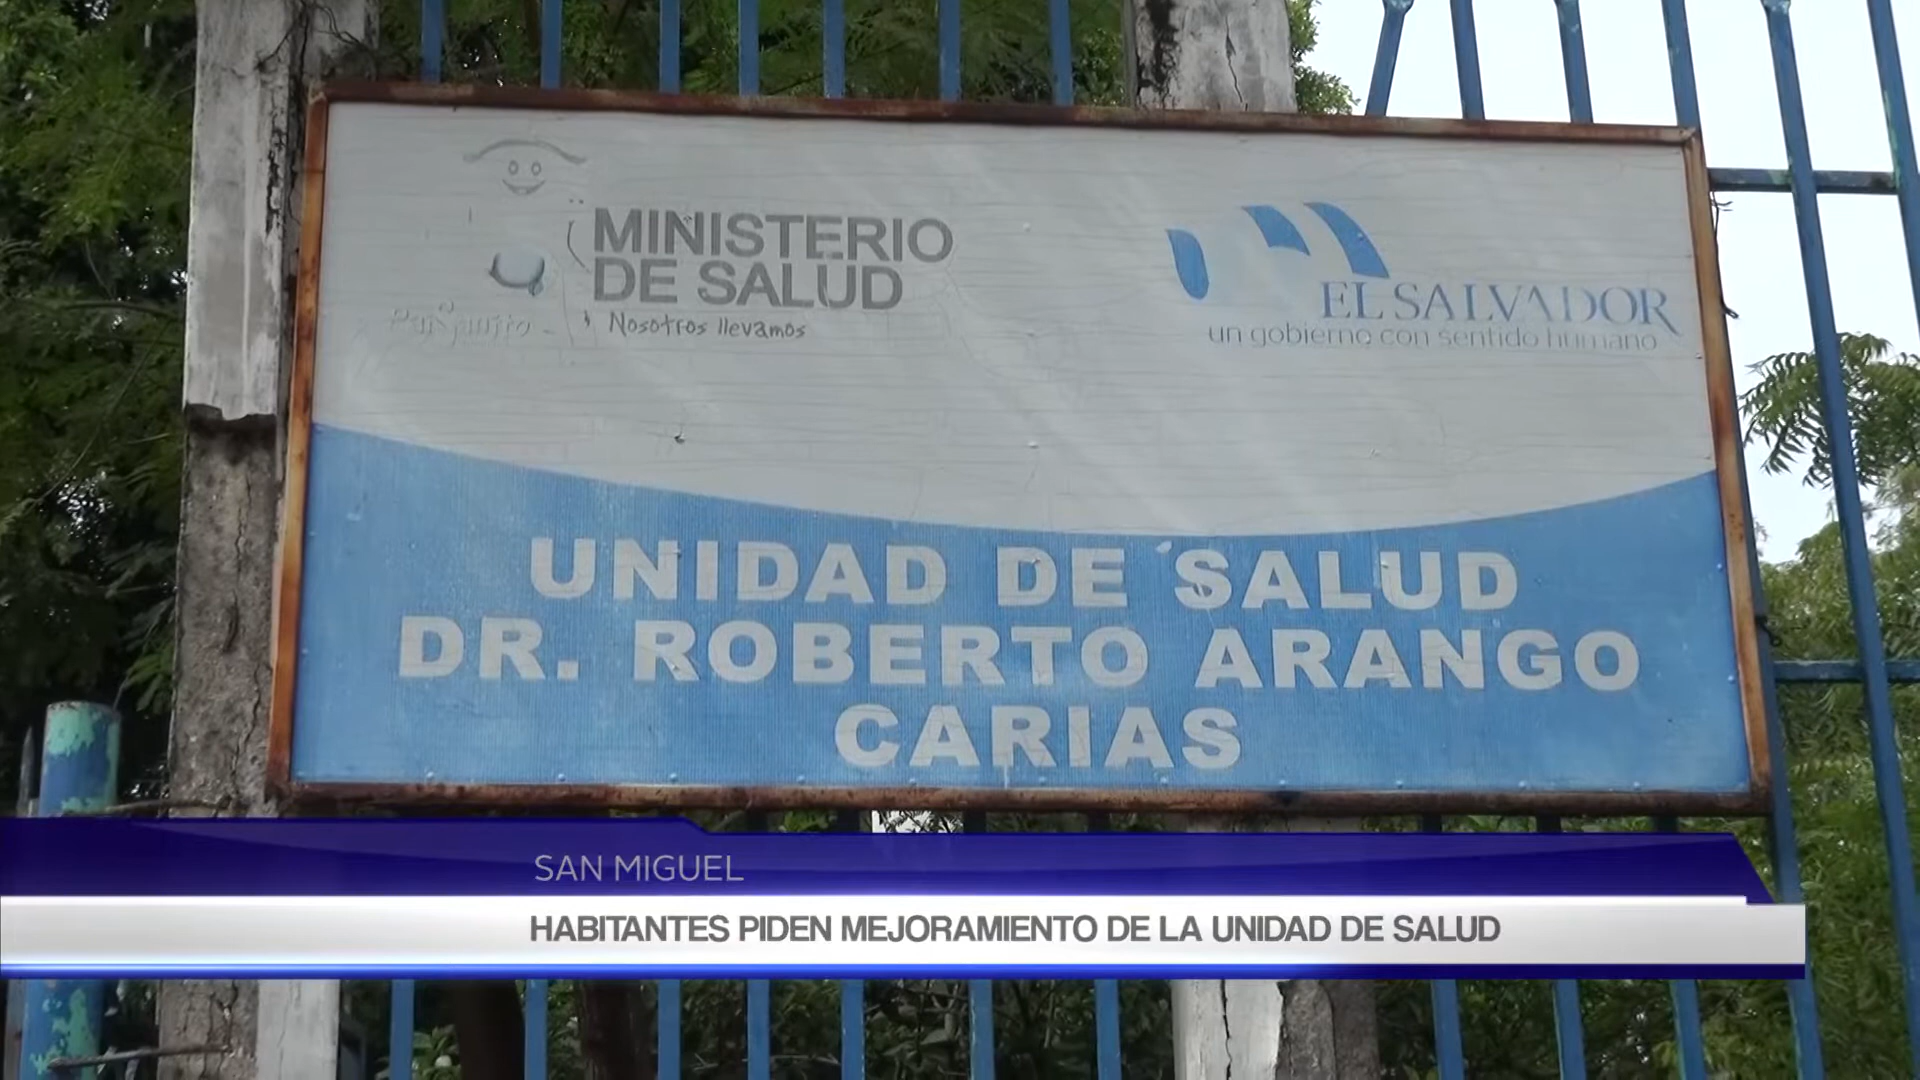 MINISTERIO
DE SALUD
Nosotros llevamos
EL SALVADOR
un gobierno con sentido humano
UNIDAD DE SALUD
DR. ROBERTO ARANGO
CARIAS
SAN MIGUEL
HABITANTES PIDEN MEJORAMIENTO DE LA UNIDAD DE SALUD